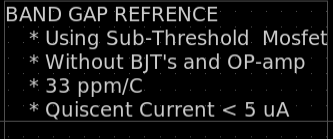 BAND GAP REFRENCE
* Using Sub-Threshold Mosfet
* Without BJT's and OP-amp
* 33 ppm/C
* Quiscent Current < 5 uA